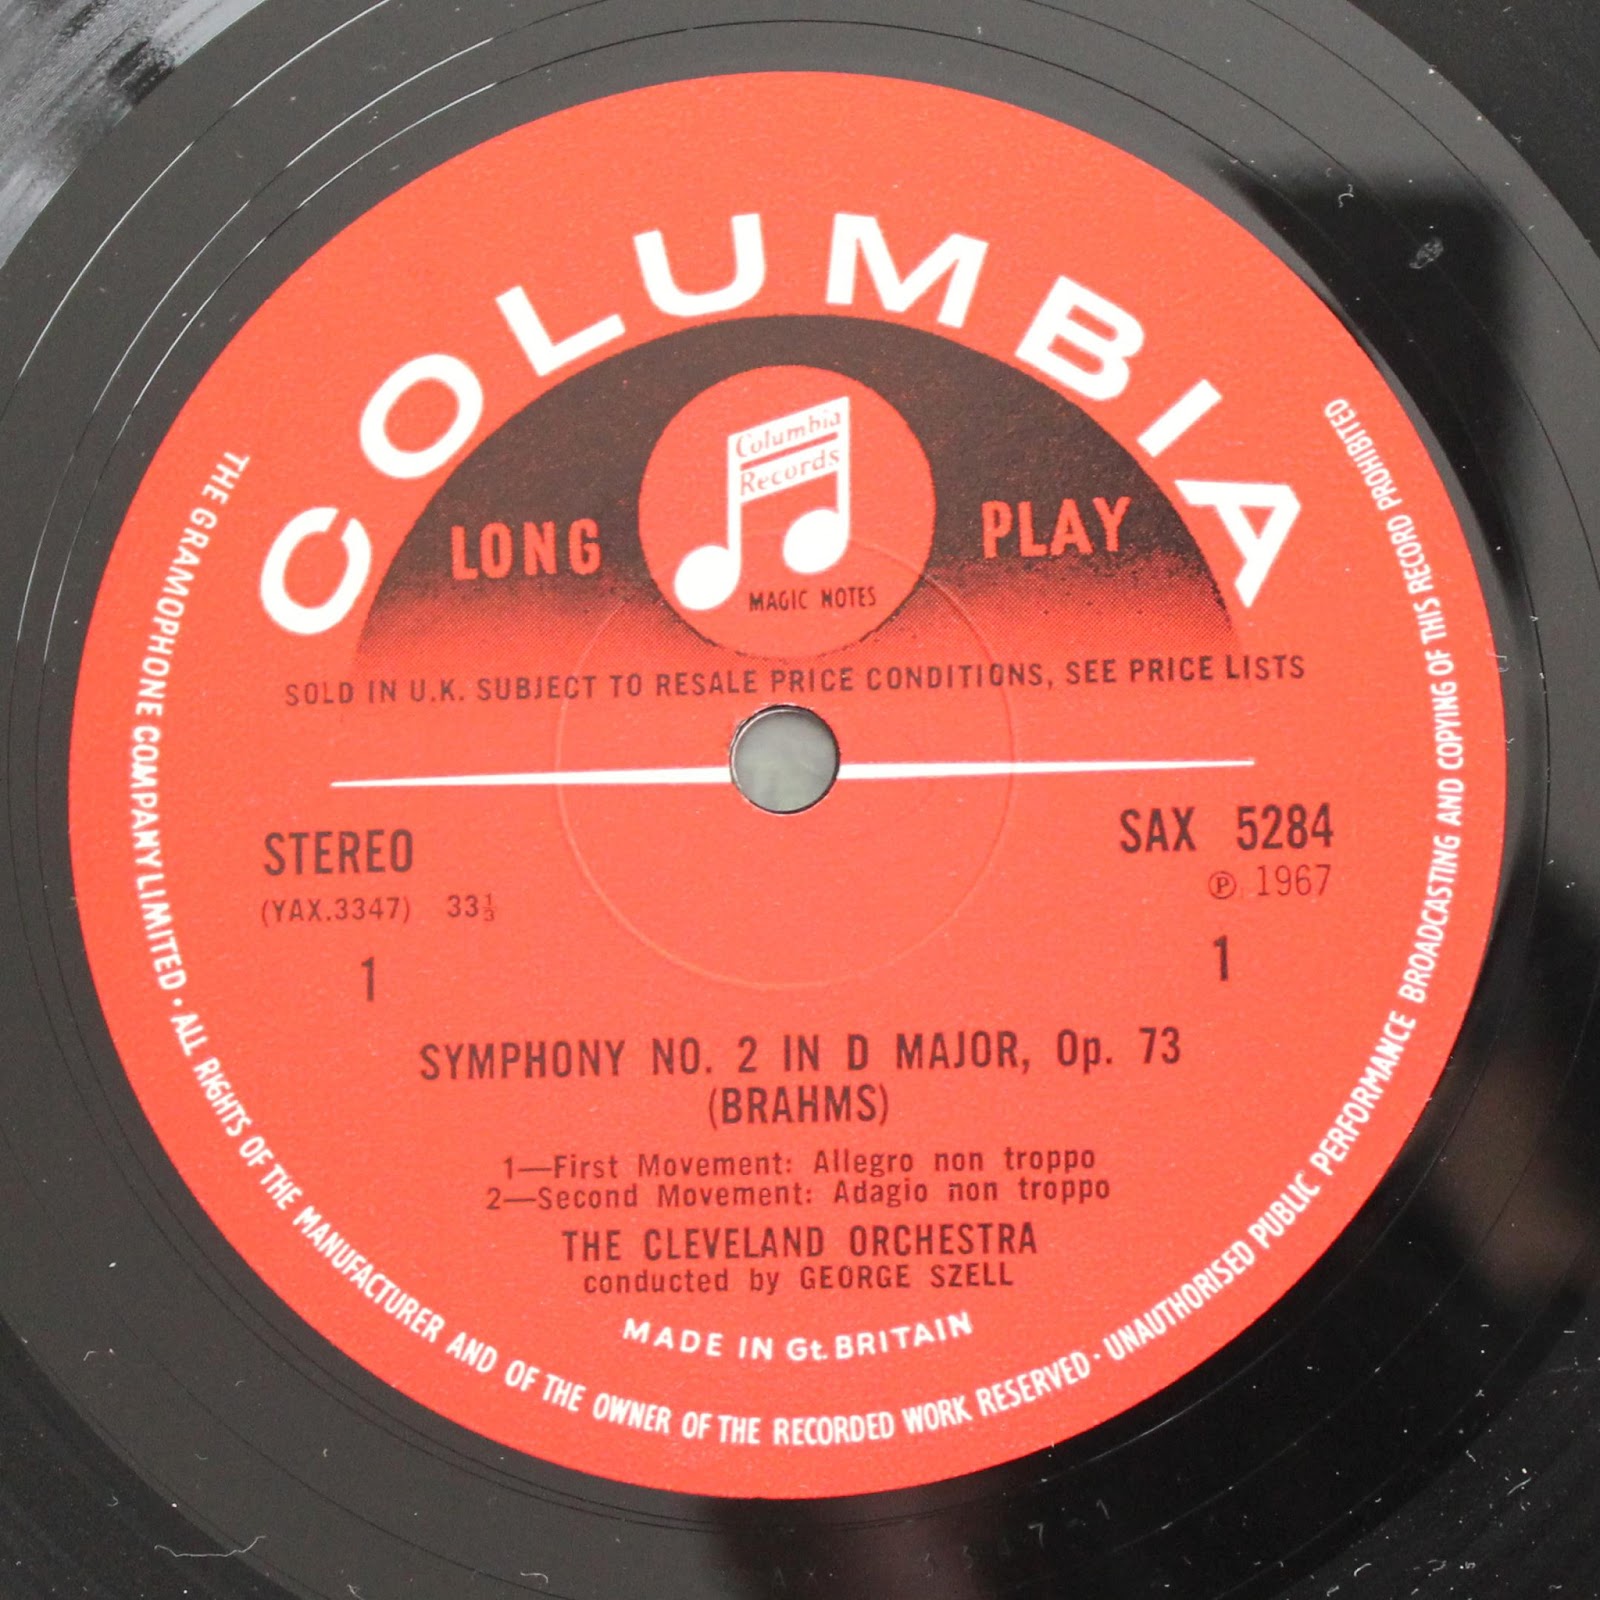 COLUMBIA
Columbia
Records
LONG PLAY
MAGIC NOTES
SOLD IN U.K. SUBJECT TO RESALE PRICE CONDITIONS, SEE PRICE LISTS
STEREO SAX 5284
(YAX.3347) 33⅓ ℗ 1967
1 1
SYMPHONY NO. 2 IN D MAJOR, Op. 73
(BRAHMS)
1—First Movement: Allegro non troppo
2—Second Movement: Adagio non troppo
THE CLEVELAND ORCHESTRA
conducted by GEORGE SZELL
MADE IN Gt. BRITAIN
THE GRAMOPHONE COMPANY LIMITED · ALL RIGHTS OF THE MANUFACTURER AND OF THE OWNER OF THE RECORDED WORK RESERVED · UNAUTHORISED PUBLIC PERFORMANCE BROADCASTING AND COPYING OF THIS RECORD PROHIBITED